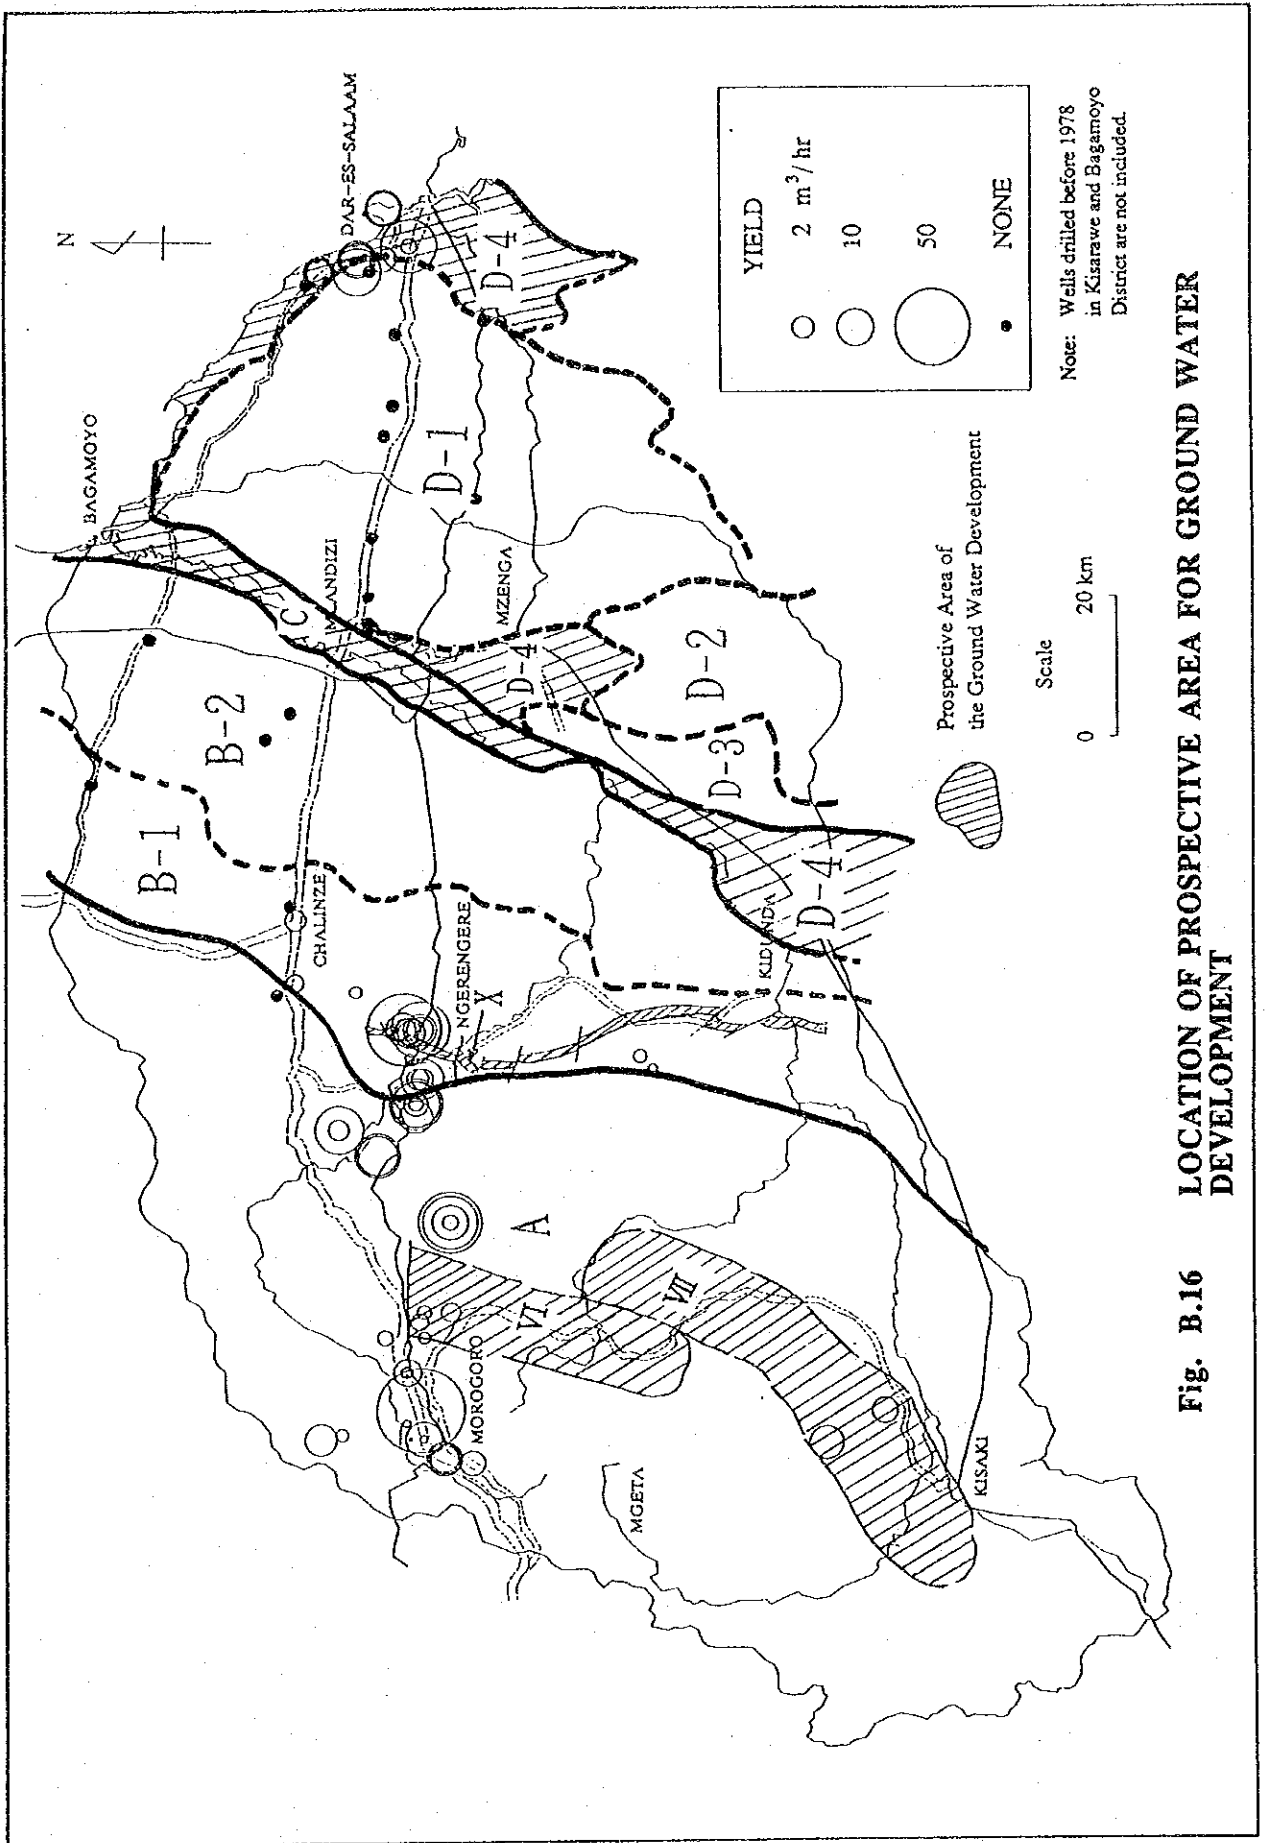 N
BAGAMOYO
DAR-ES-SALAAM
B-1
B-2
C
MLANDIZI
D-1
D-4
CHALINZE
NGERENGERE
X
MZENGA
D-4
D-2
D-3
A
VI
VII
MOROGORO
MGETA
KIDUNDA
D-4
KISAKI
YIELD
2 m³/hr
10
50
NONE
Note: Wells drilled before 1978
in Kisarawe and Bagamoyo
District are not included.
Prospective Area of
the Ground Water Development
Scale
0 20 km
Fig. B.16 LOCATION OF PROSPECTIVE AREA FOR GROUND WATER
DEVELOPMENT